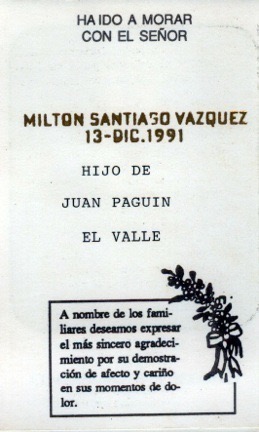 HA IDO A MORAR
CON EL SEÑOR
MILTON SANTIAGO VAZQUEZ
13-DIC.1991
HIJO DE
JUAN PAGUIN
EL VALLE
A nombre de los fami-
liares deseamos expresar
el más sincero agradeci-
miento por su demostra-
ción de afecto y cariño
en sus momentos de do-
lor.